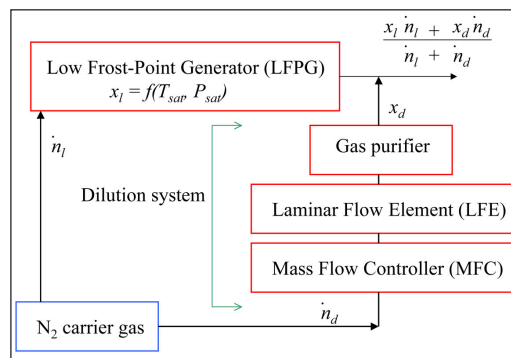 Low Frost-Point Generator (LFPG)
x_l = f(T_sat, P_sat)
(x_l ṅ_l + x_d ṅ_d) / (ṅ_l + ṅ_d)
ṅ_l
x_d
Gas purifier
Dilution system
Laminar Flow Element (LFE)
Mass Flow Controller (MFC)
N₂ carrier gas
ṅ_d